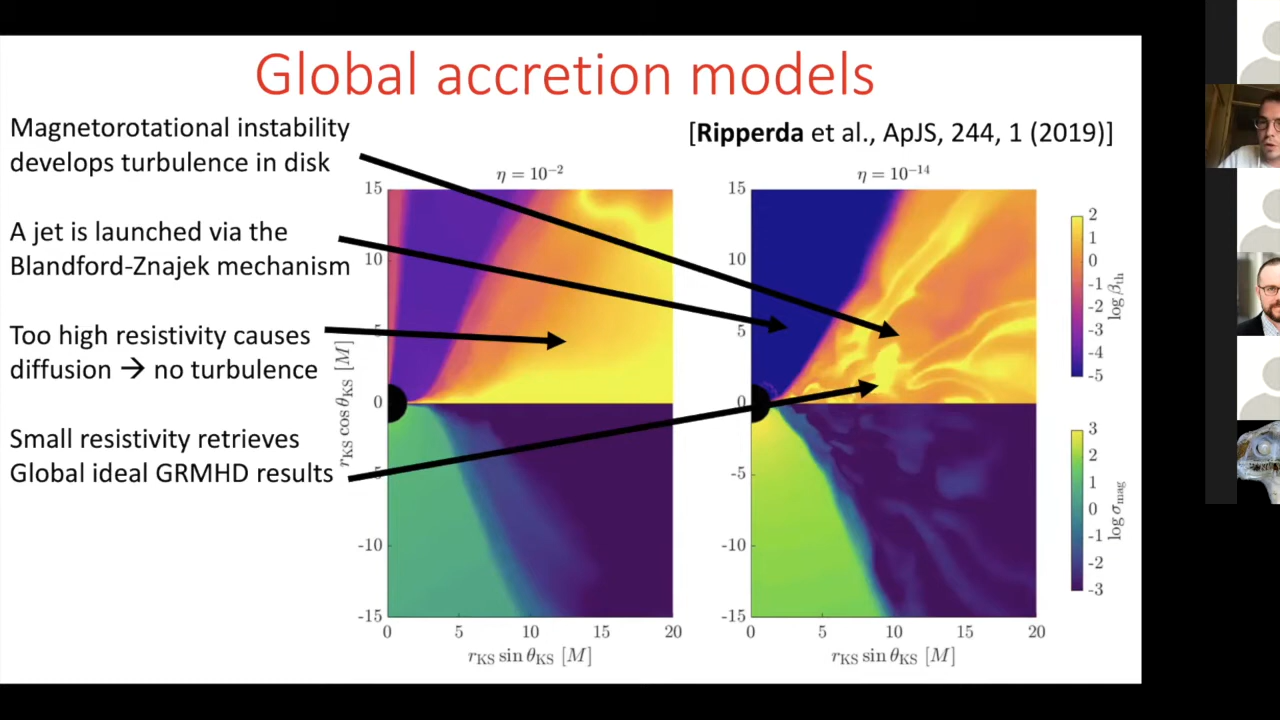 Global accretion models
Magnetorotational instability
develops turbulence in disk
[Ripperda et al., ApJS, 244, 1 (2019)]
A jet is launched via the
Blandford-Znajek mechanism
Too high resistivity causes
diffusion → no turbulence
Small resistivity retrieves
Global ideal GRMHD results
η = 10⁻²
15
10
0
-10
-15
r_KS cos θ_KS [M]
0 5 10 15 20
r_KS sin θ_KS [M]
η = 10⁻¹⁴
15
10
5
0
-5
-10
-15
0 5 10 15 20
r_KS sin θ_KS [M]
2
1
0
-1
-2
-3
-4
-5
log β_th
3
2
1
0
-1
-2
-3
log σ_mag